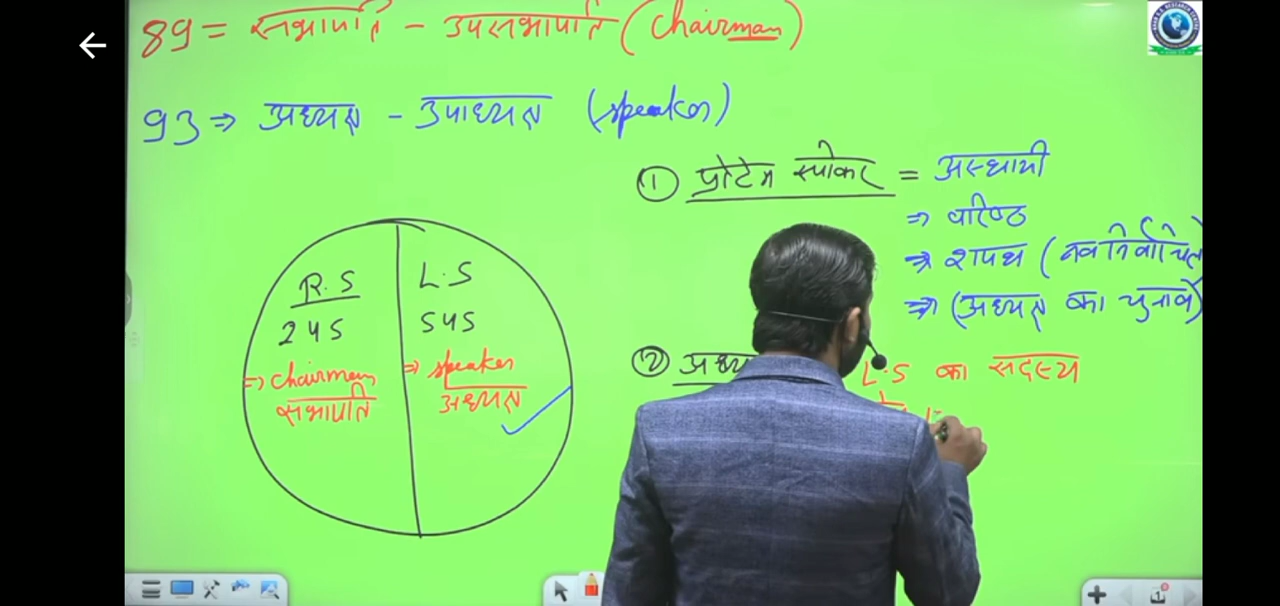 89 = सभापति - उपसभापति (Chairman)
93 ⇒ अध्यक्ष - उपाध्यक्ष (speaker)
① प्रोटेम स्पीकर = अस्थायी
⇒ वरिष्ठ
⇒ शपथ (नवनिर्वाचित
⇒ (अध्यक्ष का चुनाव)
R.S
245
⇒ chairman
सभापति
L.S
545
⇒ speaker
अध्यक्ष
② L.S का सदस्य
1